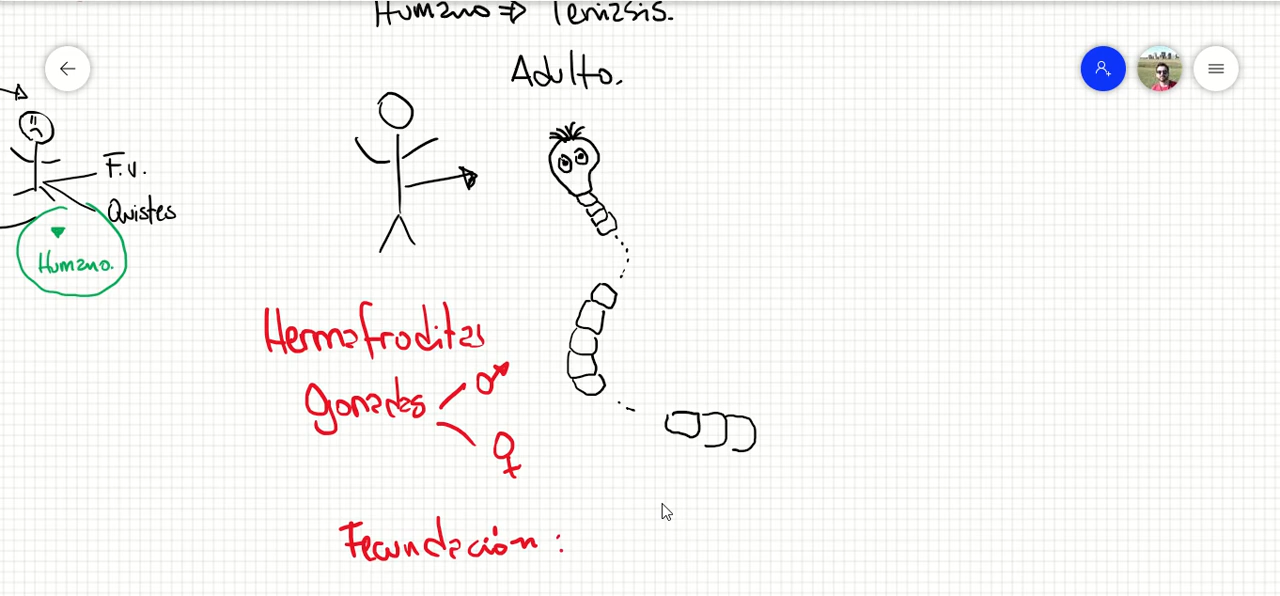 Humano ⇒ Teniasis.
Adulto.
F.V.
Quistes
Humano.
Hermafroditas
Gonadas ♂
♀
Fecundación: